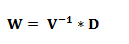 W = V⁻¹ * D